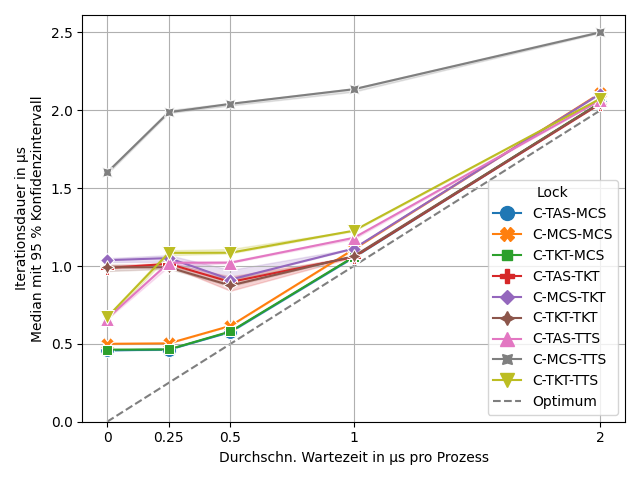 Iterationsdauer in µs
Median mit 95 % Konfidenzintervall
2.5
2.0
1.5
1.0
0.5
0.0
0
0.25
0.5
1
2
Durchschn. Wartezeit in µs pro Prozess
Lock
C-TAS-MCS
C-MCS-MCS
C-TKT-MCS
C-TAS-TKT
C-MCS-TKT
C-TKT-TKT
C-TAS-TTS
C-MCS-TTS
C-TKT-TTS
Optimum